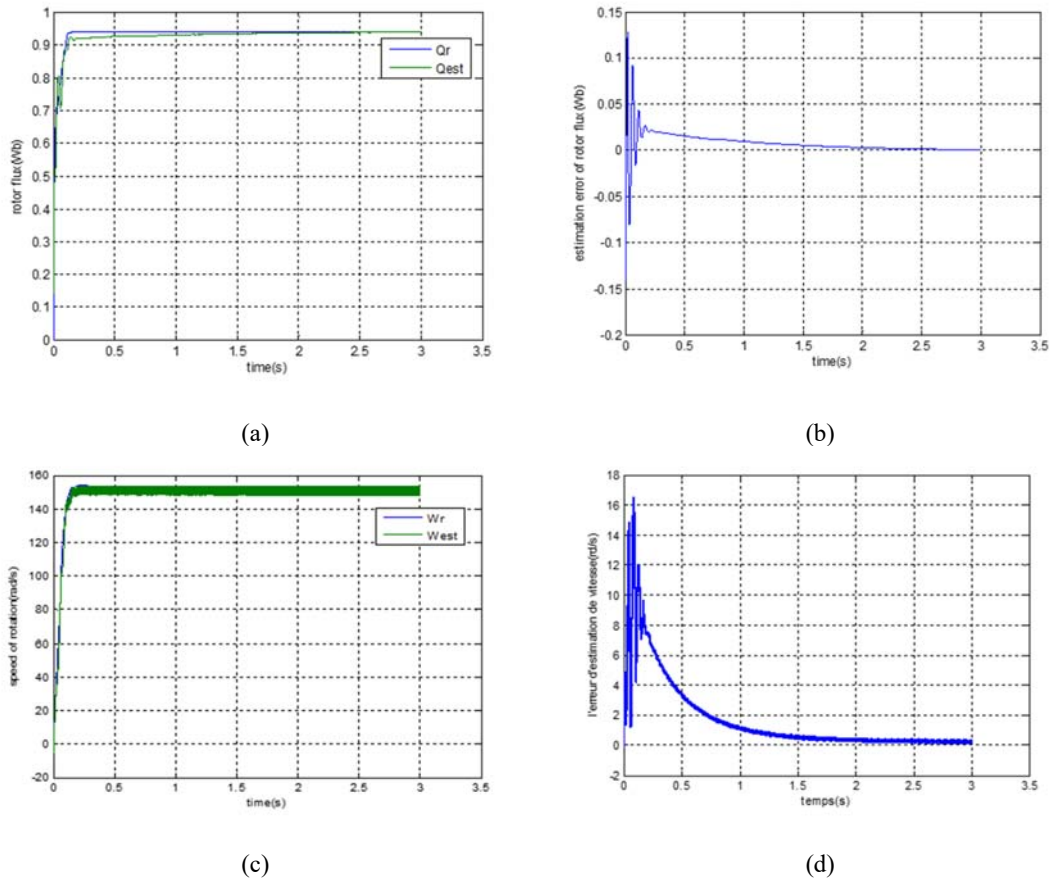 1
0.9
0.8
0.7
0.6
0.5
0.4
0.3
0.2
0.1
0
0 0.5 1 1.5 2 2.5 3 3.5
rotor flux(Wb)
time(s)
Qr
Qest
(a)
0.15
0.1
0.05
0
-0.05
-0.1
-0.15
-0.2
0 0.5 1 1.5 2 2.5 3 3.5
estimation error of rotor flux(Wb)
time(s)
(b)
160
140
120
100
80
60
40
20
0
-20
0 0.5 1 1.5 2 2.5 3 3.5
speed of rotation(rad/s)
time(s)
Wr
West
(c)
18
16
14
12
10
8
6
4
2
0
-2
0 0.5 1 1.5 2 2.5 3 3.5
l'erreur d'estimation de vitesse(rd/s)
temps(s)
(d)